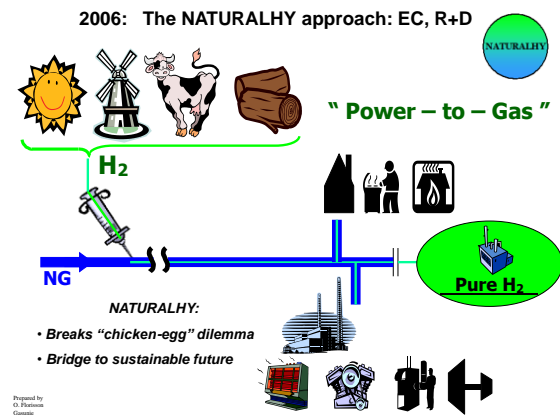 2006: The NATURALHY approach: EC, R+D
NATURALHY
“ Power – to – Gas ”
H₂
NG
Pure H₂
NATURALHY:
• Breaks “chicken-egg” dilemma
• Bridge to sustainable future
Prepared by
O. Florisson
Gasunie